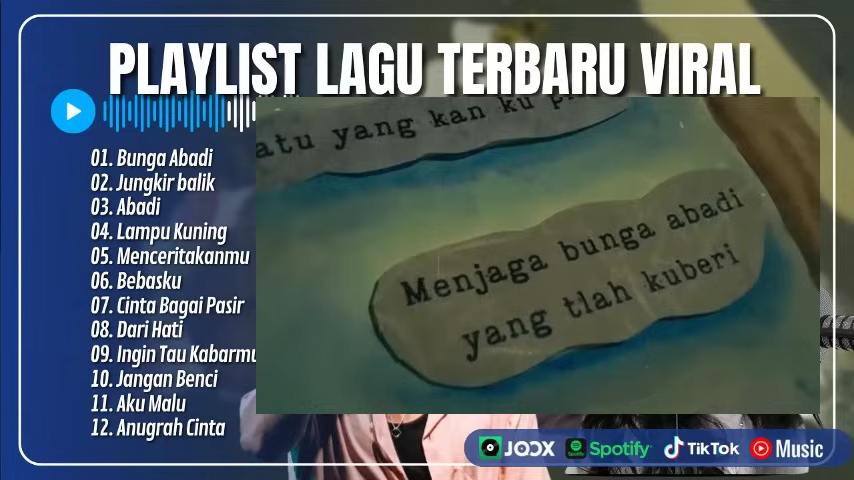 PLAYLIST LAGU TERBARU VIRAL
01. Bunga Abadi
02. Jungkir balik
03. Abadi
04. Lampu Kuning
05. Menceritakanmu
06. Bebasku
07. Cinta Bagai Pasir
08. Dari Hati
09. Ingin Tau Kabarmu
10. Jangan Benci
11. Aku Malu
12. Anugrah Cinta
atu yang kan ku
Menjaga bunga abadi
yang tlah kuberi
JOOX Spotify Spotify TikTok Music